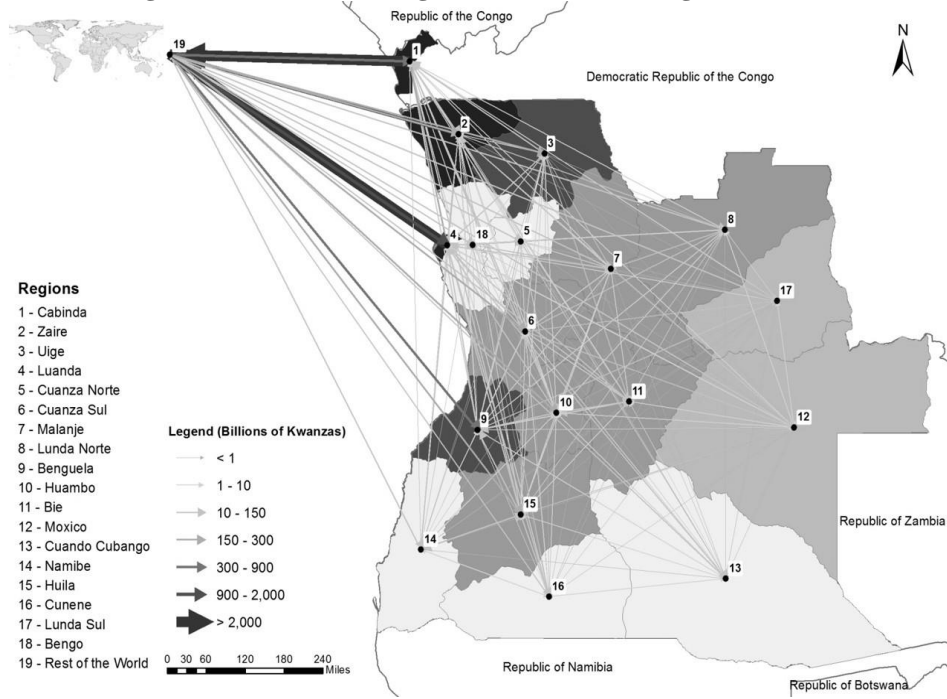 Republic of the Congo
19
1
N
Democratic Republic of the Congo
2
3
8
4
18
5
7
17
6
Regions
1 - Cabinda
2 - Zaire
3 - Uige
4 - Luanda
5 - Cuanza Norte
6 - Cuanza Sul
7 - Malanje
8 - Lunda Norte
9 - Benguela
10 - Huambo
11 - Bie
12 - Moxico
13 - Cuando Cubango
14 - Namibe
15 - Huila
16 - Cunene
17 - Lunda Sul
18 - Bengo
19 - Rest of the World
Legend (Billions of Kwanzas)
< 1
1 - 10
10 - 150
150 - 300
300 - 900
900 - 2,000
> 2,000
0 30 60 120 180 240
Miles
11
10
9
12
15
Republic of Zambia
14
13
16
Republic of Namibia
Republic of Botswana